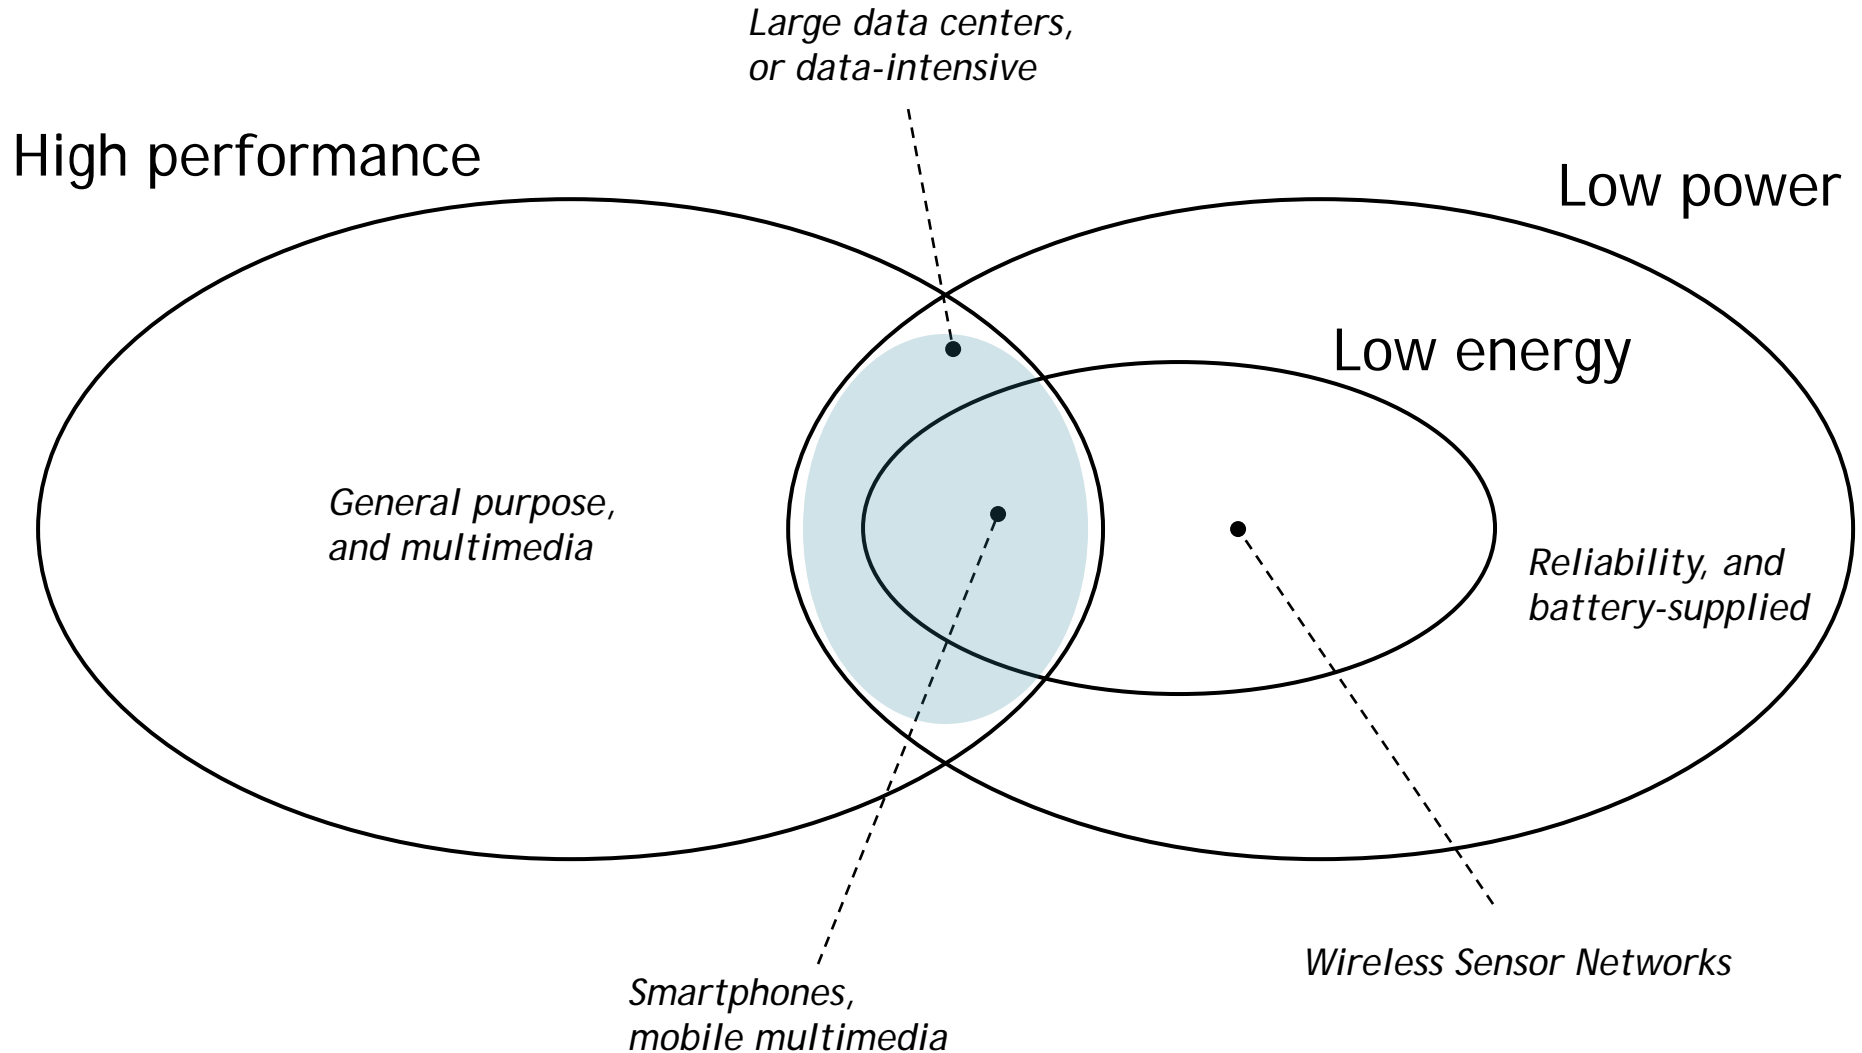 Large data centers,
or data-intensive
High performance
Low power
Low energy
General purpose,
and multimedia
Reliability, and
battery-supplied
Wireless Sensor Networks
Smartphones,
mobile multimedia